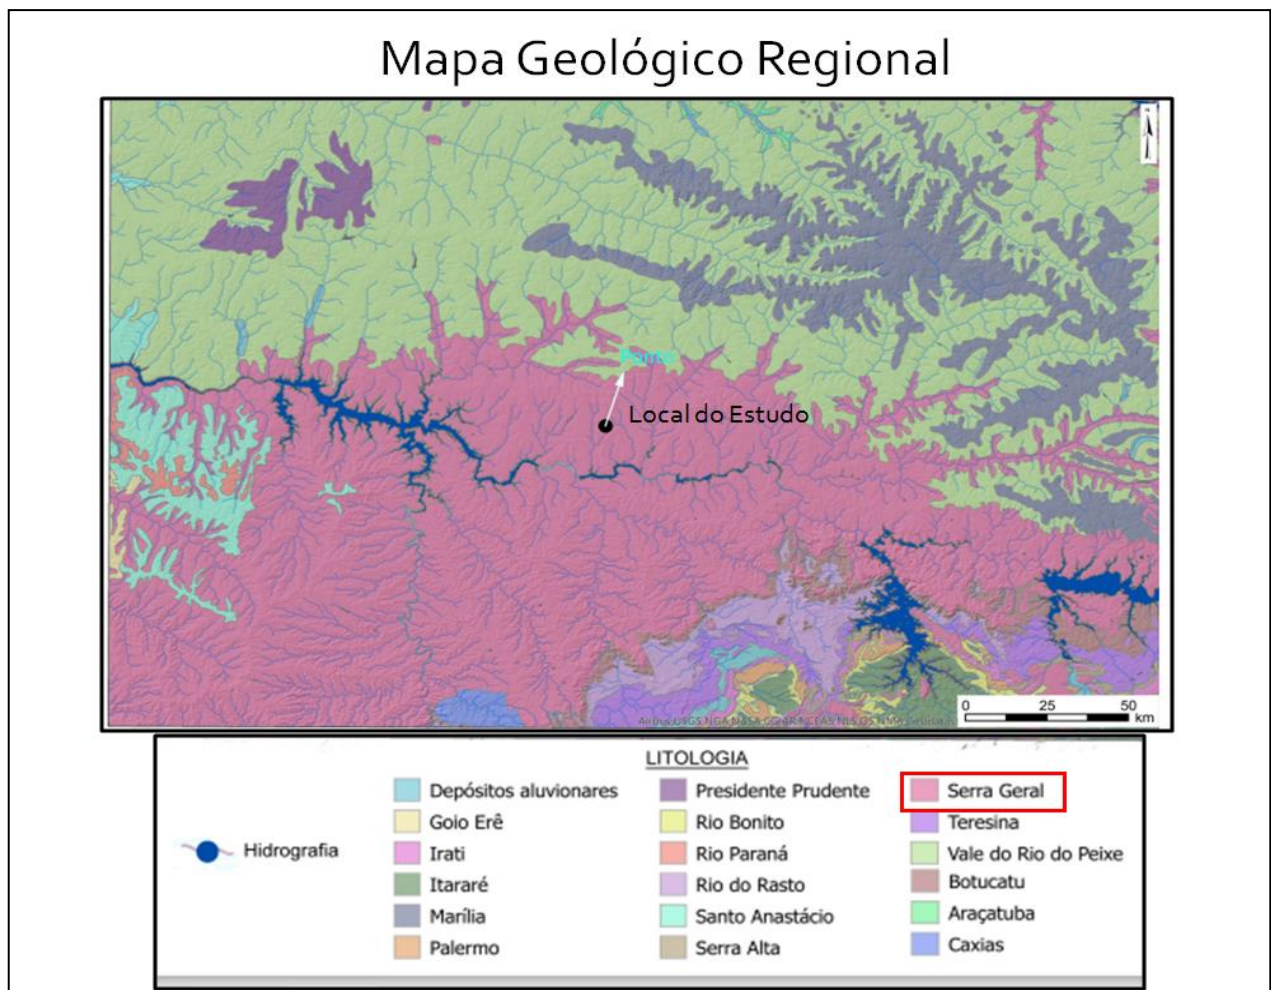 Mapa Geológico Regional
Ponto
Local do Estudo
0 25 50
km
LITOLOGIA
Hidrografia
Depósitos aluvionares
Goio Erê
Irati
Itararé
Marília
Palermo
Presidente Prudente
Rio Bonito
Rio Paraná
Rio do Rasto
Santo Anastácio
Serra Alta
Serra Geral
Teresina
Vale do Rio do Peixe
Botucatu
Araçatuba
Caxias